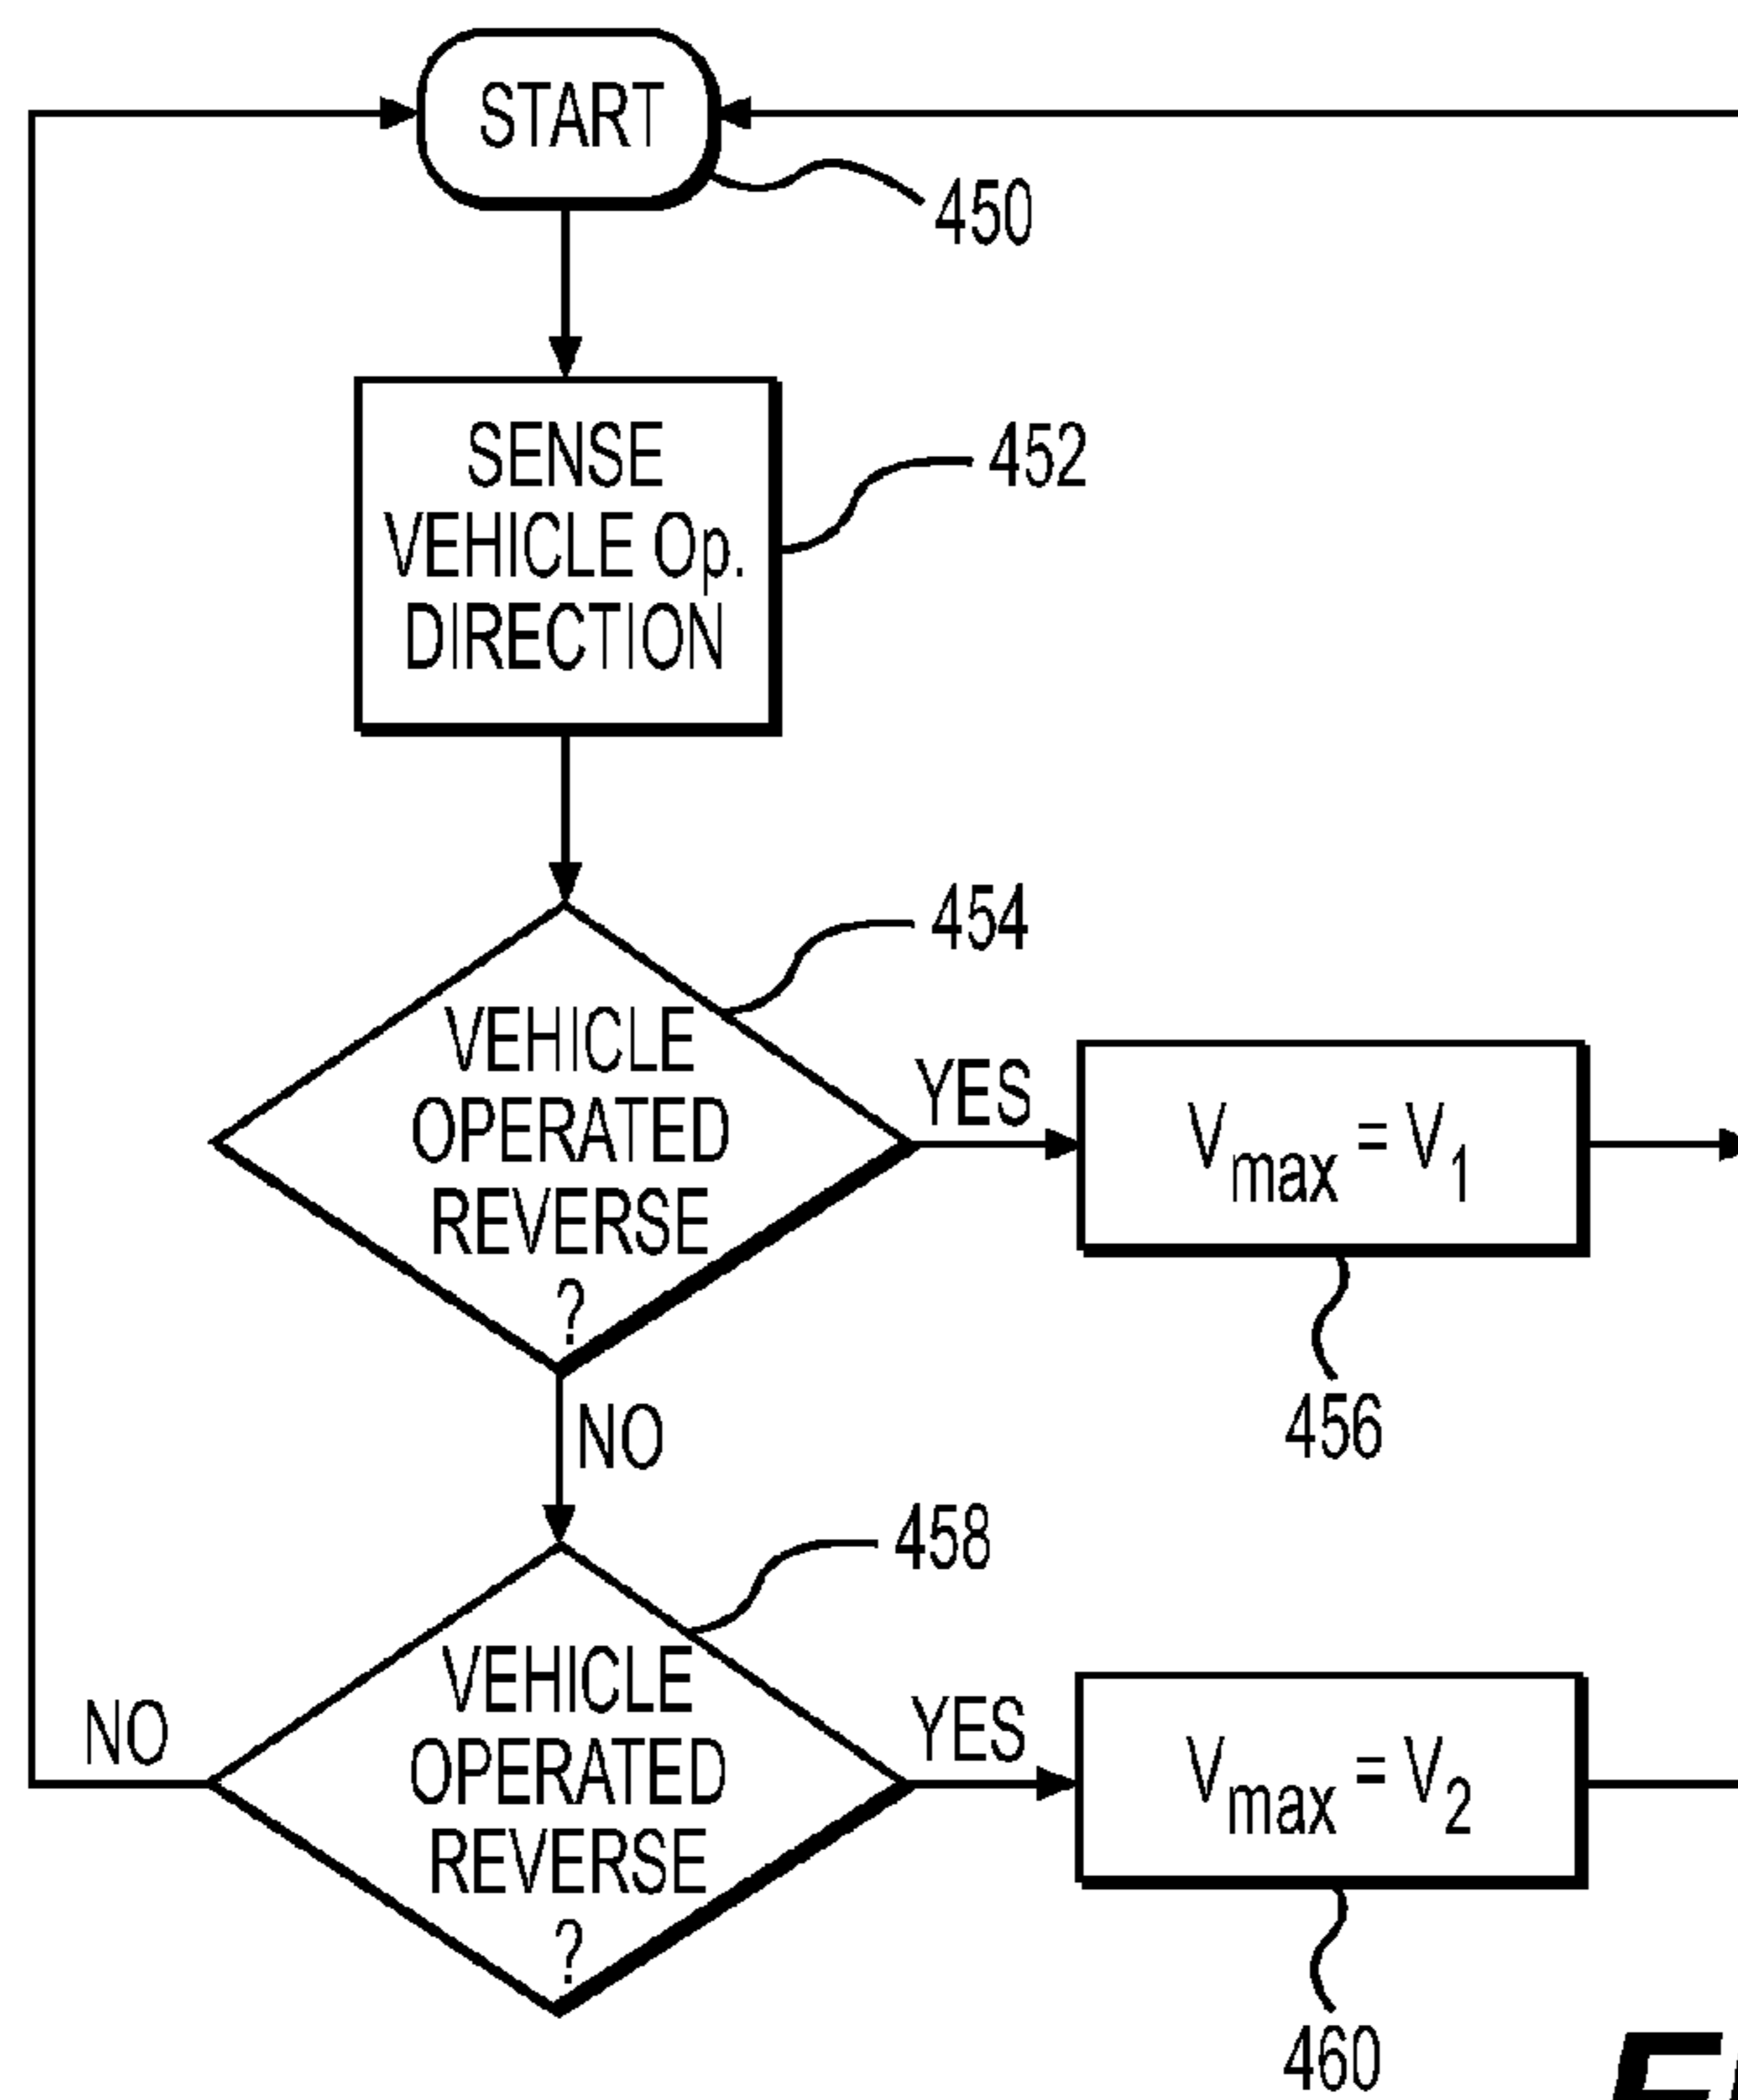 START
450
SENSE
VEHICLE Op.
DIRECTION
452
454
VEHICLE
OPERATED
REVERSE
?
YES
Vmax = V1
456
NO
458
VEHICLE
OPERATED
REVERSE
?
NO
YES
Vmax = V2
460